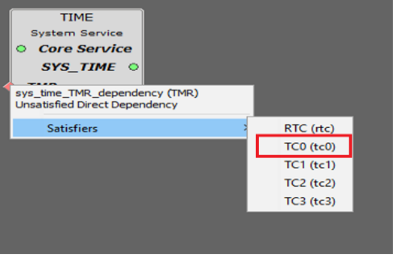 TIME
System Service
Core Service
SYS_TIME
TMR
sys_time_TMR_dependency (TMR)
Unsatisfied Direct Dependency
Satisfiers
RTC (rtc)
TC0 (tc0)
TC1 (tc1)
TC2 (tc2)
TC3 (tc3)